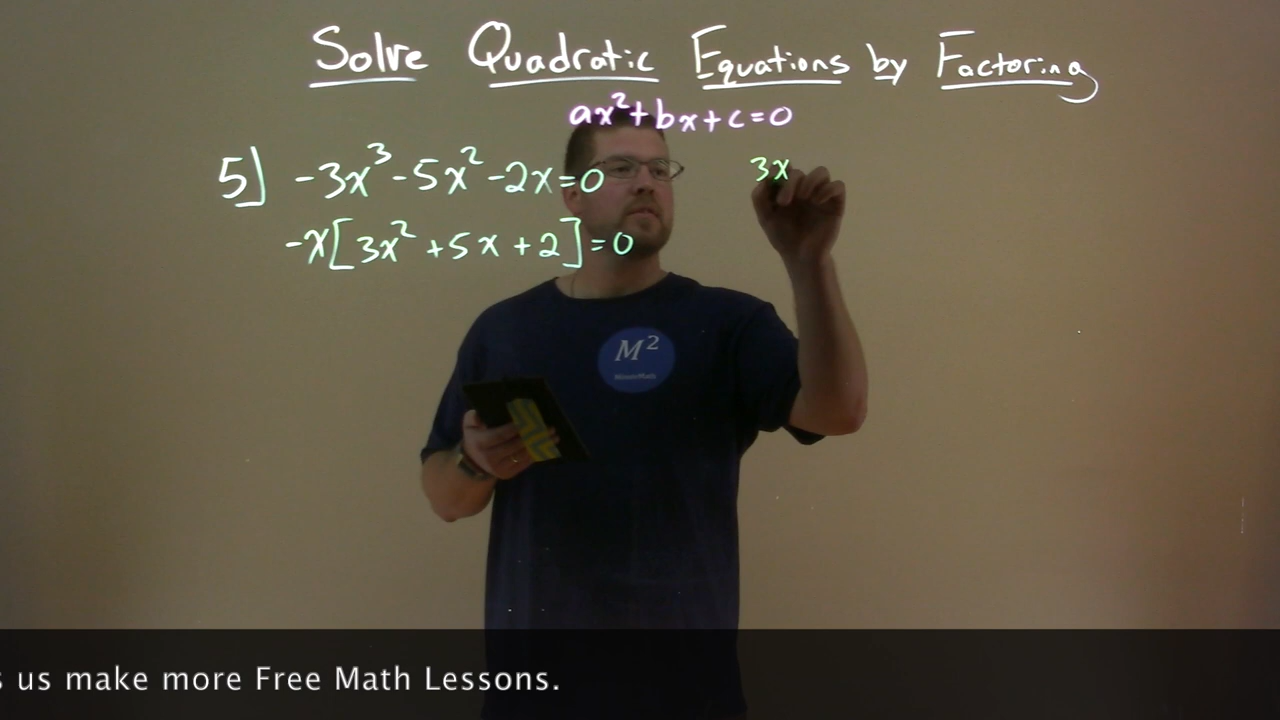 Solve Quadratic Equations by Factoring
ax²+bx+c=0
5] -3x³-5x²-2x=0
3x
-x[3x²+5x+2]=0
M²
MinorMath
us make more Free Math Lessons.